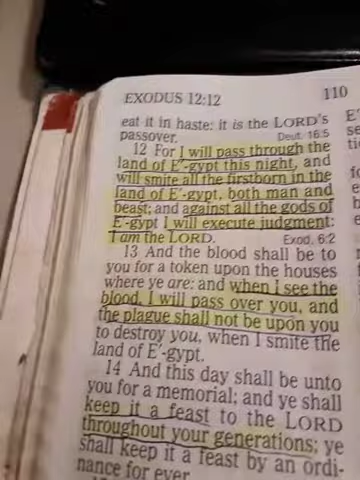 EXODUS 12:12 110
eat it in haste: it is the LORD's
passover. Deut. 16:5
12 For I will pass through the
land of E´-gypt this night, and
will smite all the firstborn in the
land of E´-gypt, both man and
beast; and against all the gods of
E´-gypt I will execute judgment:
I am the LORD. Exod. 6:2
13 And the blood shall be to
you for a token upon the houses
where ye are: and when I see the
blood, I will pass over you, and
the plague shall not be upon you
to destroy you, when I smite the
land of E´-gypt.
14 And this day shall be unto
you for a memorial; and ye shall
keep it a feast to the LORD
throughout your generations; ye
shall keep it a feast by an ordi-
nance for ever.